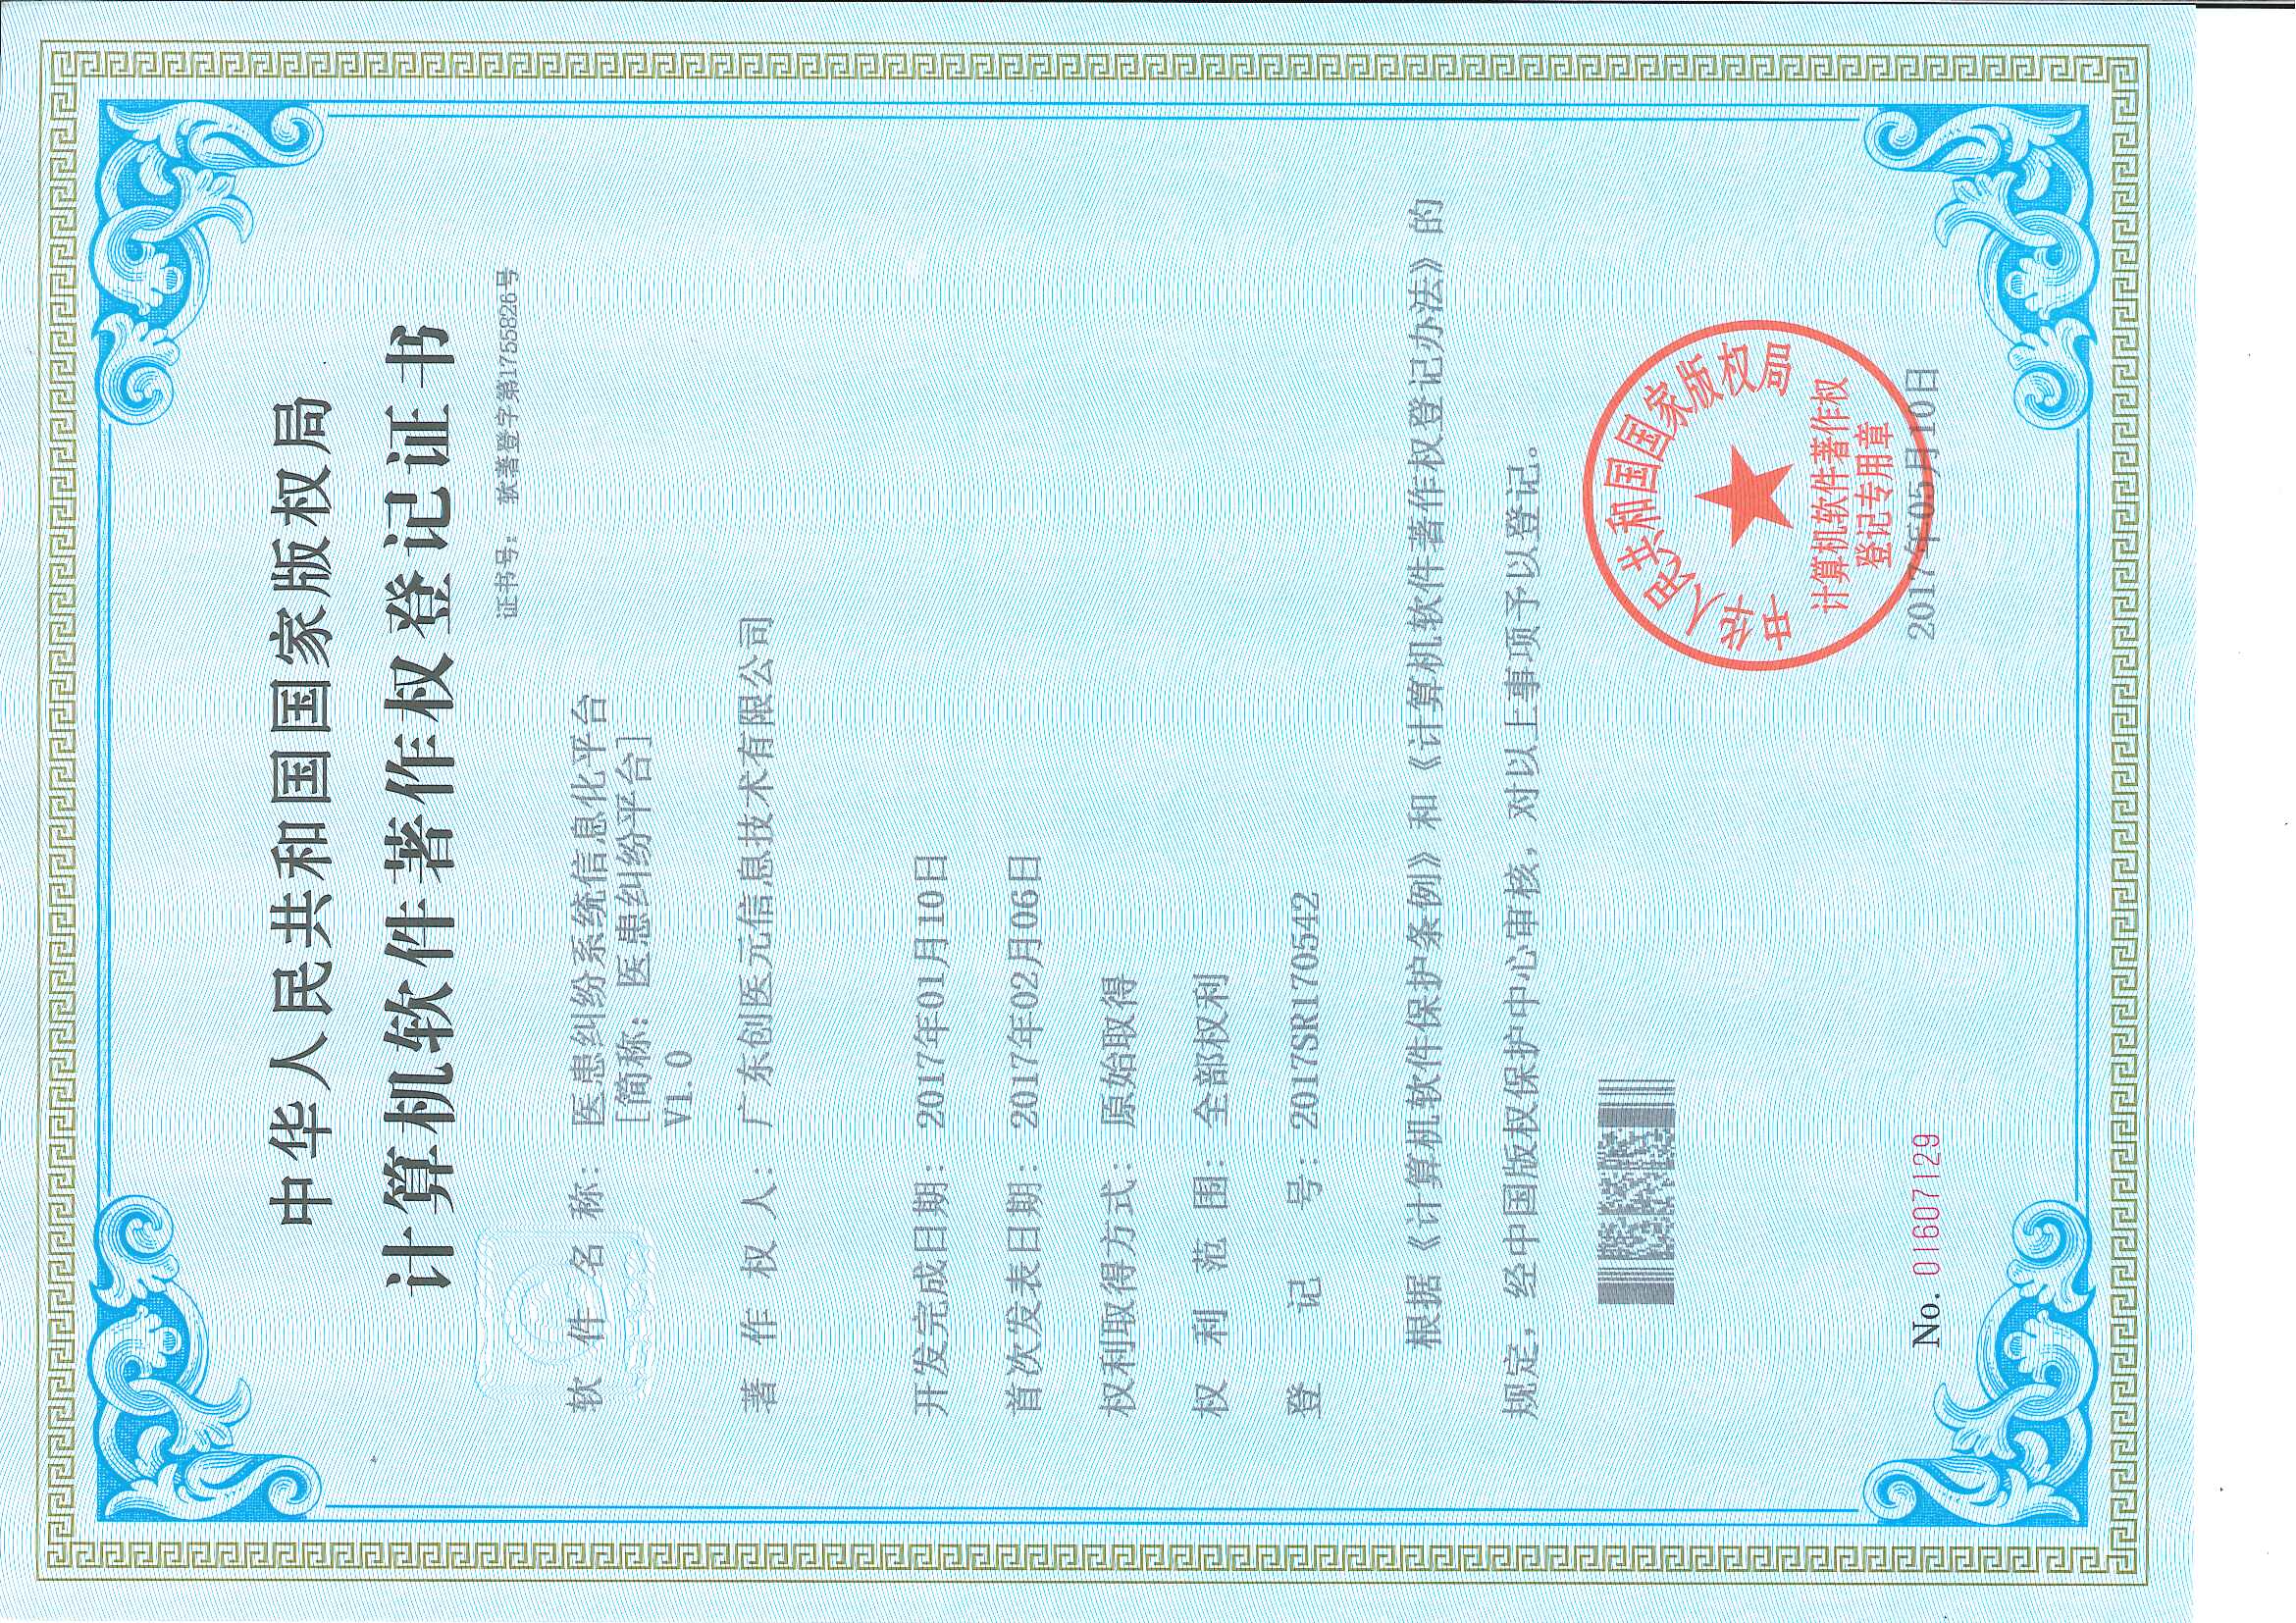 中华人民共和国国家版权局
计算机软件著作权登记证书
证书号： 软著登字第1755826号
软件名称： 医患纠纷系统信息化平台
［简称：医患纠纷平台］
V1.0
著作权人： 广东创医元信息技术有限公司
开发完成日期： 2017年01月10日
首次发表日期： 2017年02月06日
权利取得方式： 原始取得
权利范围： 全部权利
登记号： 2017SR170542
根据《计算机软件保护条例》和《计算机软件著作权登记办法》的
规定，经中国版权保护中心审核，对以上事项予以登记。
中华人民共和国国家版权局
计算机软件著作权
登记专用章
No. 01607129
2017年05月10日